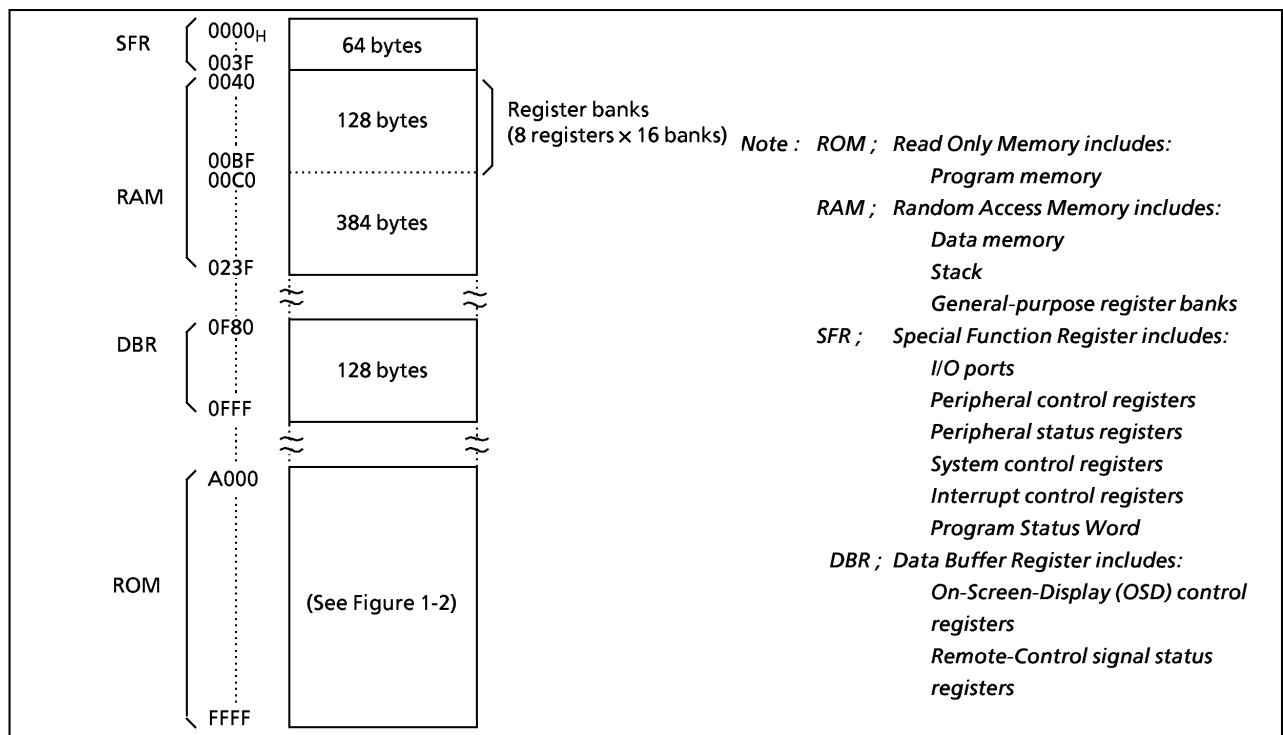 SFR
0000H
64 bytes
003F
0040
128 bytes
Register banks
(8 registers × 16 banks)
00BF
00C0
RAM
384 bytes
023F
0F80
DBR
128 bytes
0FFF
A000
ROM
(See Figure 1-2)
FFFF
Note : ROM ; Read Only Memory includes:
Program memory
RAM ; Random Access Memory includes:
Data memory
Stack
General-purpose register banks
SFR ; Special Function Register includes:
I/O ports
Peripheral control registers
Peripheral status registers
System control registers
Interrupt control registers
Program Status Word
DBR ; Data Buffer Register includes:
On-Screen-Display (OSD) control
registers
Remote-Control signal status
registers